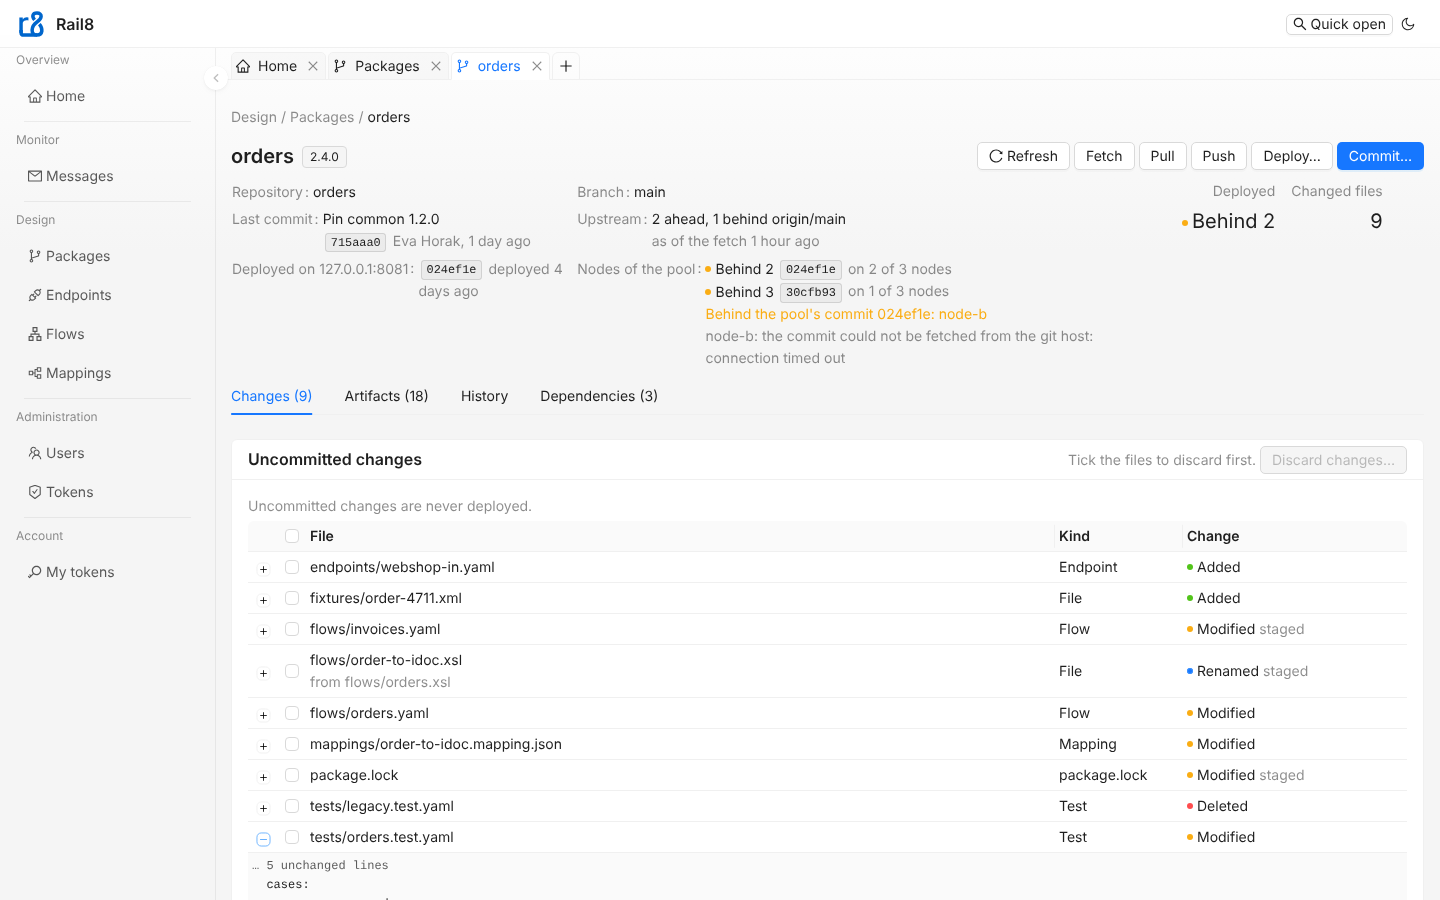 Rail8
Quick open
Overview
Home
Monitor
Messages
Design
Packages
Endpoints
Flows
Mappings
Administration
Users
Tokens
Account
My tokens
Home
Packages
orders
Design / Packages / orders
orders 2.4.0
Refresh
Fetch
Pull
Push
Deploy...
Commit...
Repository: orders
Branch: main
Last commit: Pin common 1.2.0
715aaa0 Eva Horak, 1 day ago
Upstream: 2 ahead, 1 behind origin/main
as of the fetch 1 hour ago
Deployed on 127.0.0.1:8081: 024ef1e deployed 4
days ago
Nodes of the pool: Behind 2 024ef1e on 2 of 3 nodes
Behind 3 30cfb93 on 1 of 3 nodes
Behind the pool's commit 024ef1e: node-b
node-b: the commit could not be fetched from the git host:
connection timed out
Deployed
Behind 2
Changed files
9
Changes (9)
Artifacts (18)
History
Dependencies (3)
Uncommitted changes
Tick the files to discard first.
Discard changes...
Uncommitted changes are never deployed.
File Kind Change
endpoints/webshop-in.yaml Endpoint Added
fixtures/order-4711.xml File Added
flows/invoices.yaml Flow Modified staged
flows/order-to-idoc.xsl File Renamed staged
from flows/orders.xsl
flows/orders.yaml Flow Modified
mappings/order-to-idoc.mapping.json Mapping Modified
package.lock package.lock Modified staged
tests/legacy.test.yaml Test Deleted
tests/orders.test.yaml Test Modified
… 5 unchanged lines
cases: